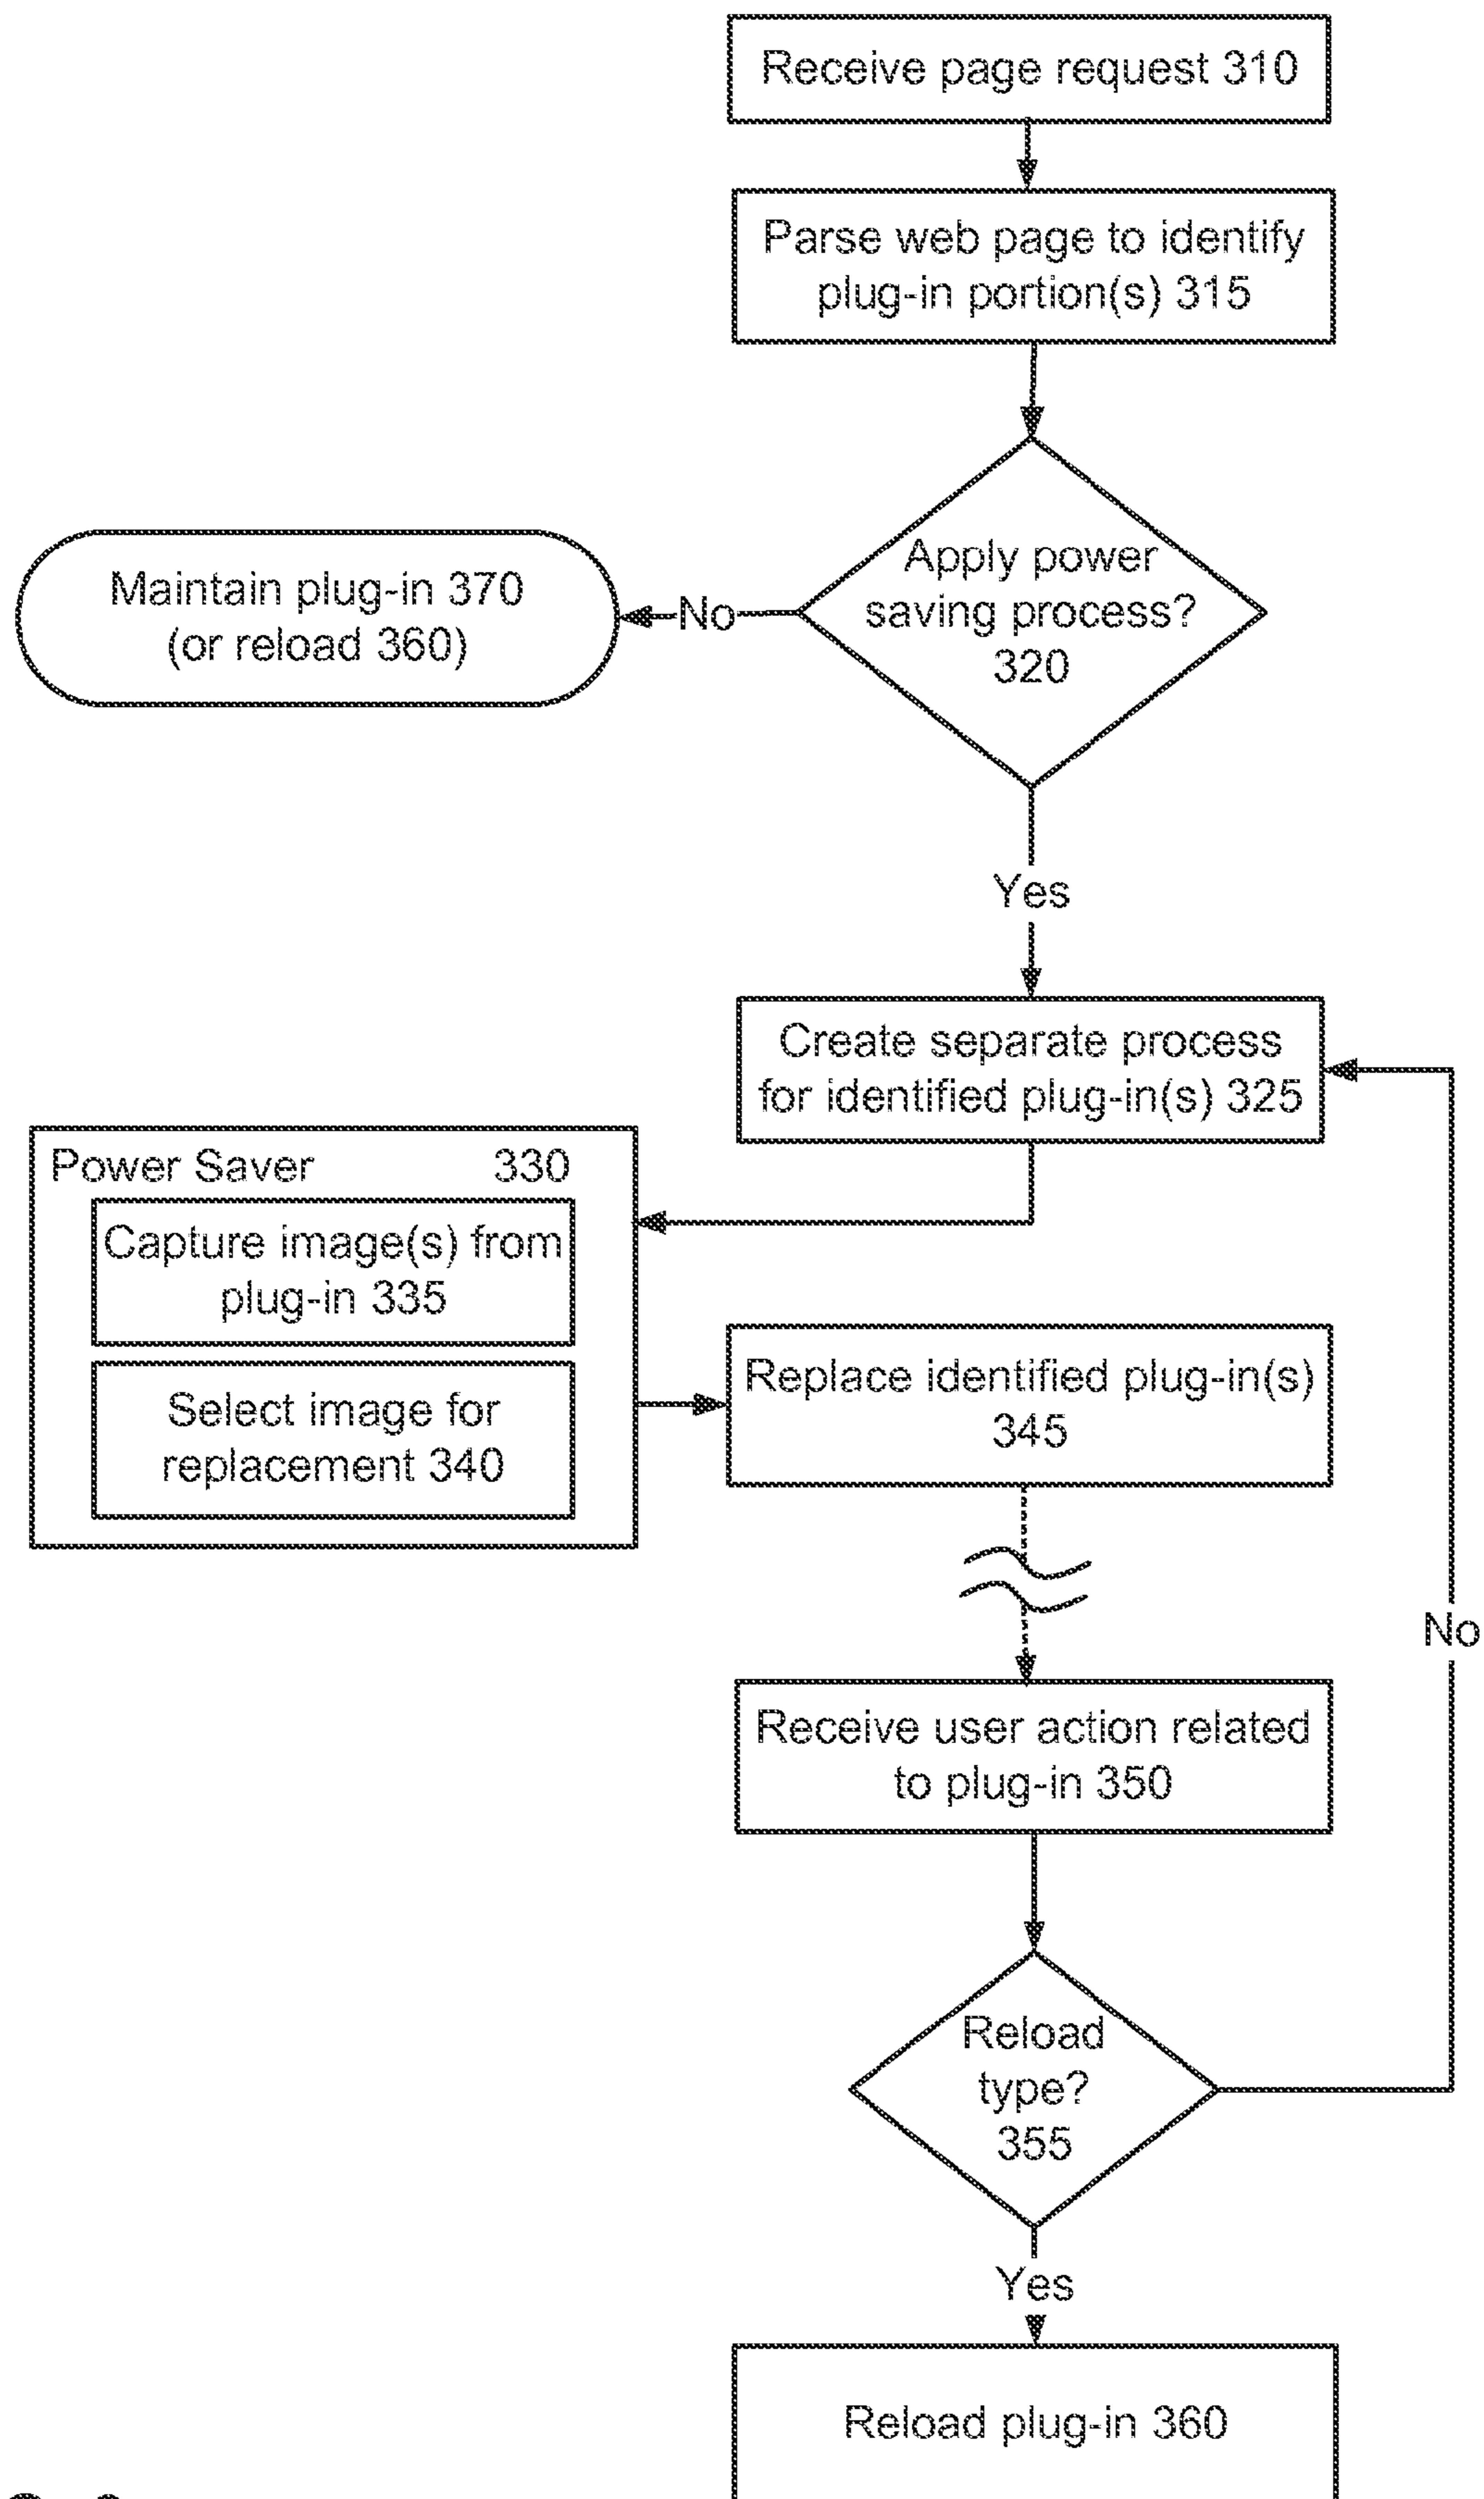 Receive page request 310
Parse web page to identify
plug-in portion(s) 315
Apply power
saving process?
320
No
Maintain plug-in 370
(or reload 360)
Yes
Create separate process
for identified plug-in(s) 325
Power Saver 330
Capture image(s) from
plug-in 335
Select image for
replacement 340
Replace identified plug-in(s)
345
Receive user action related
to plug-in 350
Reload
type?
355
No
Yes
Reload plug-in 360